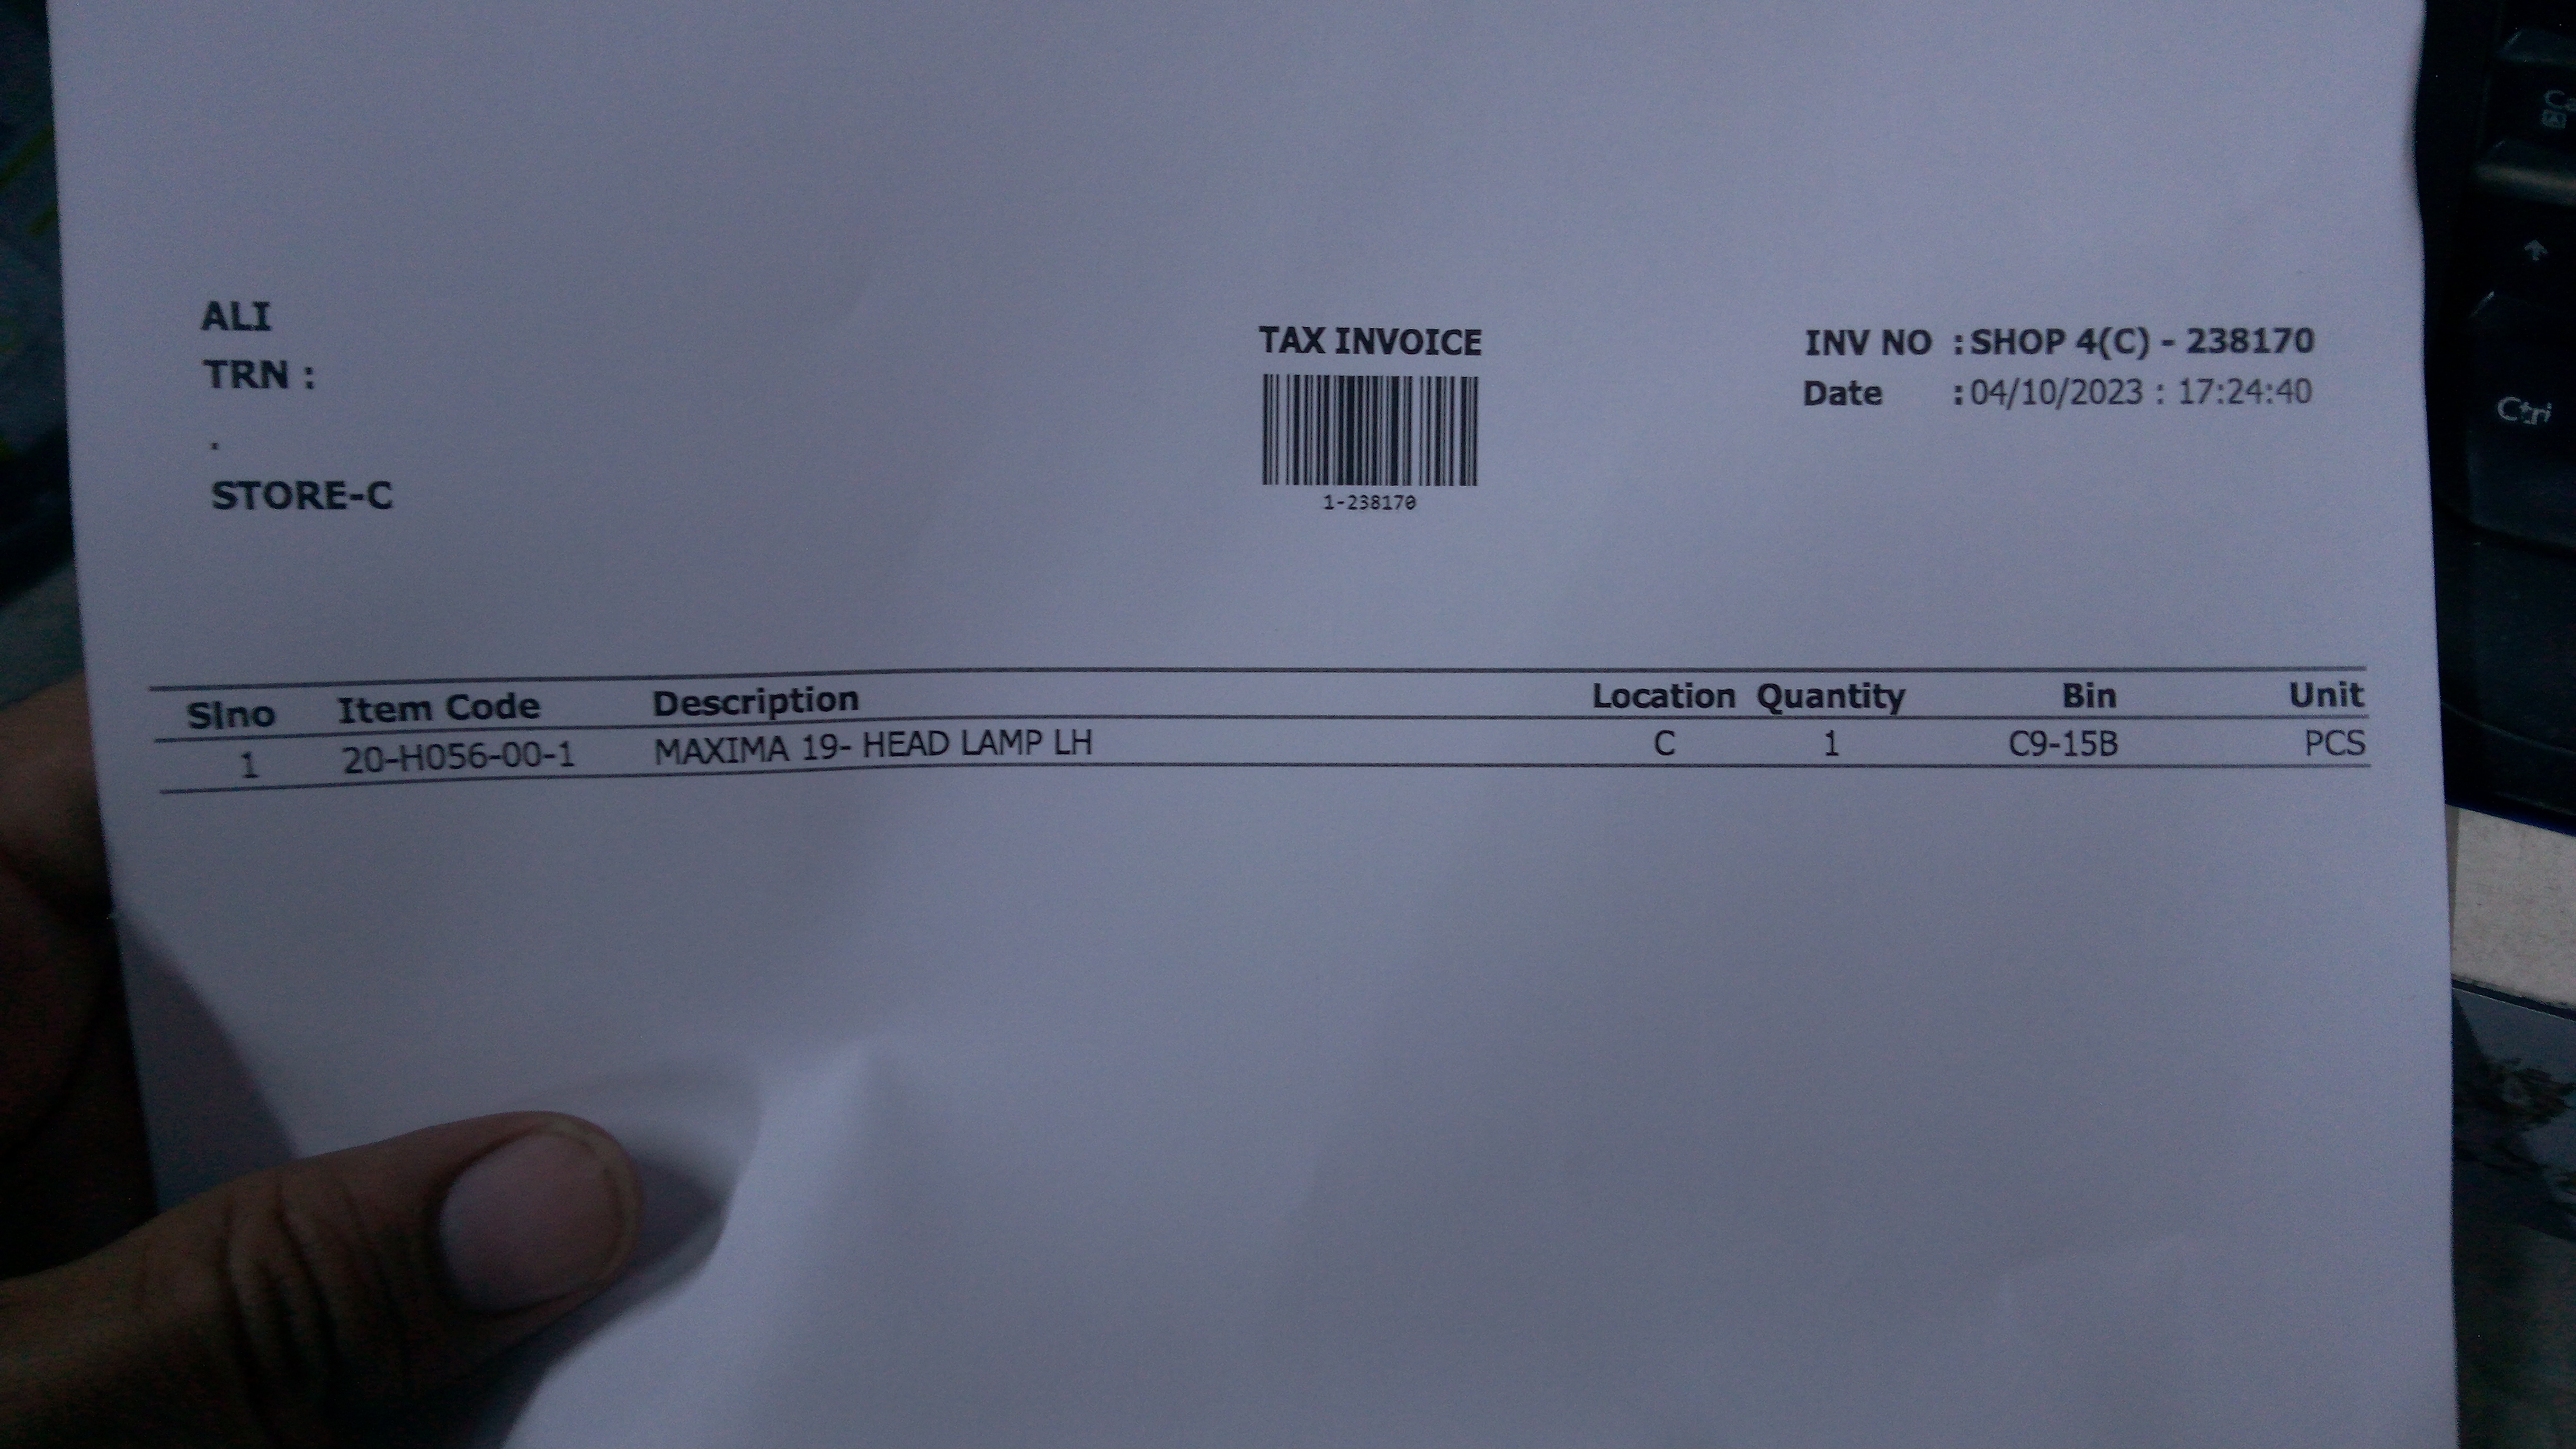 ALI
TRN :
.
STORE-C
TAX INVOICE
1-238170
INV NO : SHOP 4(C) - 238170
Date : 04/10/2023 : 17:24:40
Slno Item Code Description Location Quantity Bin Unit
1 20-H056-00-1 MAXIMA 19- HEAD LAMP LH C 1 C9-15B PCS
Ctrl